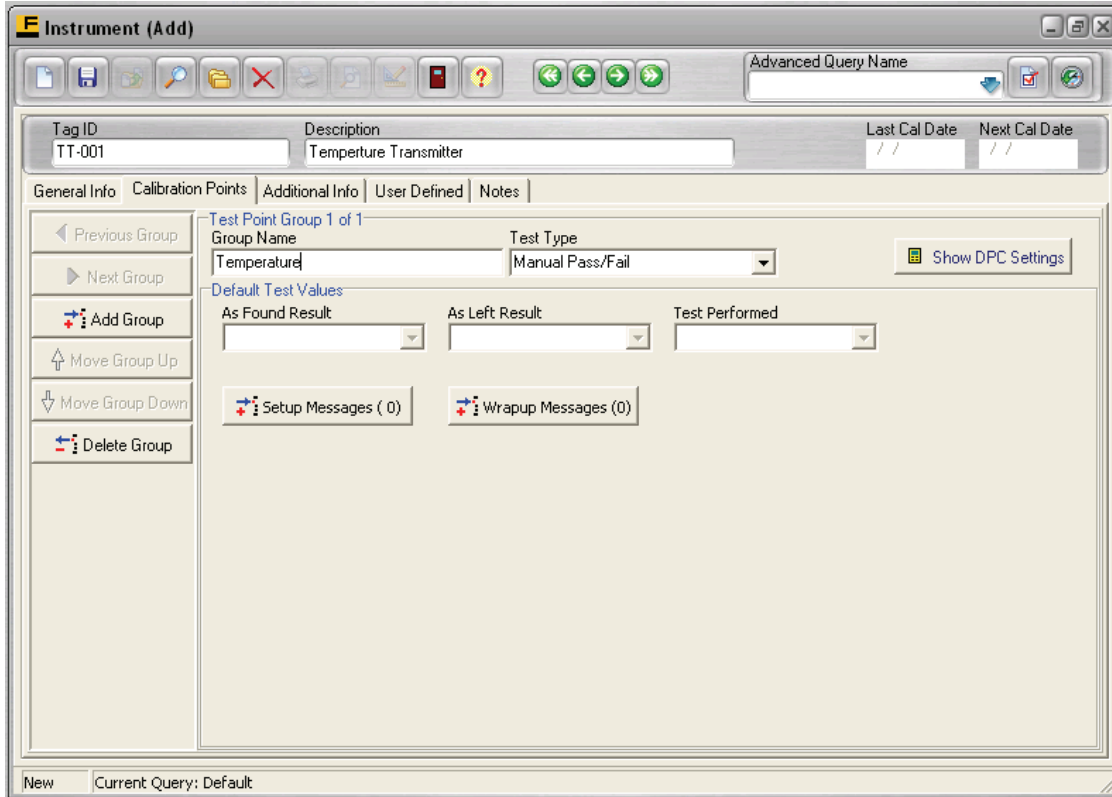 F Instrument (Add)
Advanced Query Name
Tag ID Description Last Cal Date Next Cal Date
TT-001 Temperture Transmitter / / / /
General Info Calibration Points Additional Info User Defined Notes
Previous Group
Next Group
Add Group
Move Group Up
Move Group Down
Delete Group
Test Point Group 1 of 1
Group Name Test Type
Temperature Manual Pass/Fail
Show DPC Settings
Default Test Values
As Found Result As Left Result Test Performed
Setup Messages ( 0) Wrapup Messages (0)
New Current Query: Default